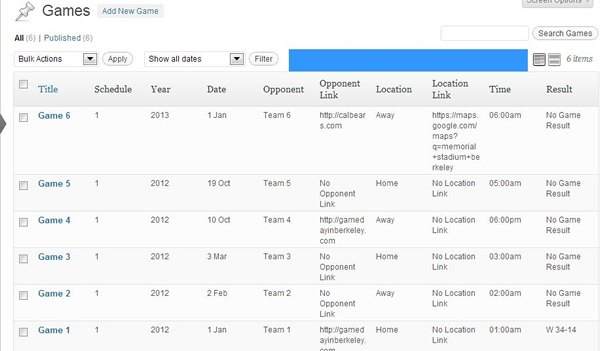 Screen Options
Games Add New Game
Search Games
All (6) | Published (6)
Bulk Actions Apply Show all dates Filter 6 items
Title Schedule Year Date Opponent Opponent Link Location Location Link Time Result
Game 6 1 2013 1 Jan Team 6 http://calbears.com Away https://maps.google.com/maps?q=memorial+stadium+berkeley 06:00am No Game Result
Game 5 1 2012 19 Oct Team 5 No Opponent Link Home No Location Link 05:00am No Game Result
Game 4 1 2012 10 Oct Team 4 http://gamedayinberkeley.com Away No Location Link 06:00pm No Game Result
Game 3 1 2012 3 Mar Team 3 No Opponent Link Home No Location Link 03:00am No Game Result
Game 2 1 2012 2 Feb Team 2 No Opponent Link Away No Location Link 02:00am No Game Result
Game 1 1 2012 1 Jan Team 1 http://gamedayinberkeley.com Home No Location Link 01:00am W 34-14